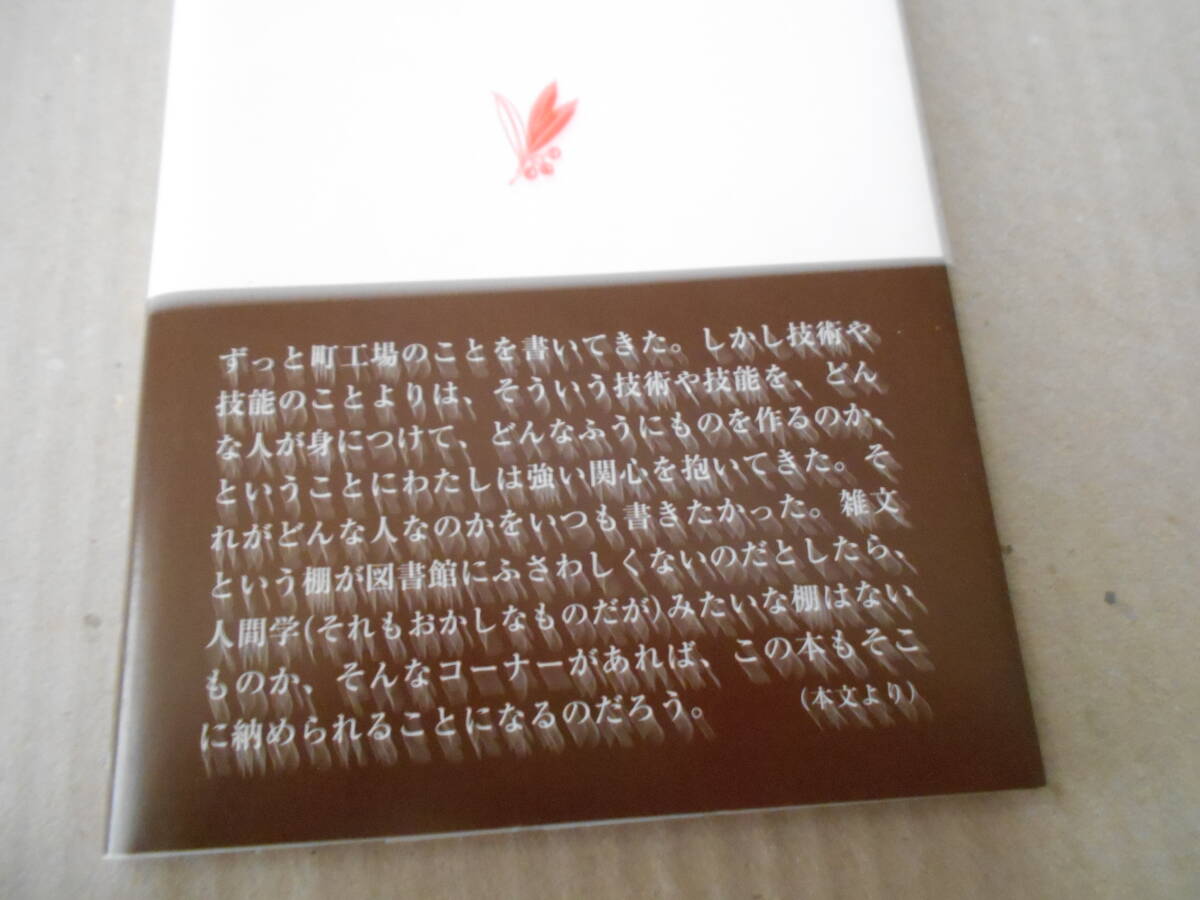 ずっと町工場のことを書いてきた。しかし技術や
技能のことよりは、そういう技術や技能を、どん
な人が身につけて、どんなふうにものを作るのか、
ということにわたしは強い関心を抱いてきた。そ
れがどんな人なのかをいつも書きたかった。雑文
という棚が図書館にふさわしくないのだとしたら、
人間学(それもおかしなものだが)みたいな棚はない
ものか、そんなコーナーがあれば、この本もそこ
に納められることになるのだろう。
(本文より)